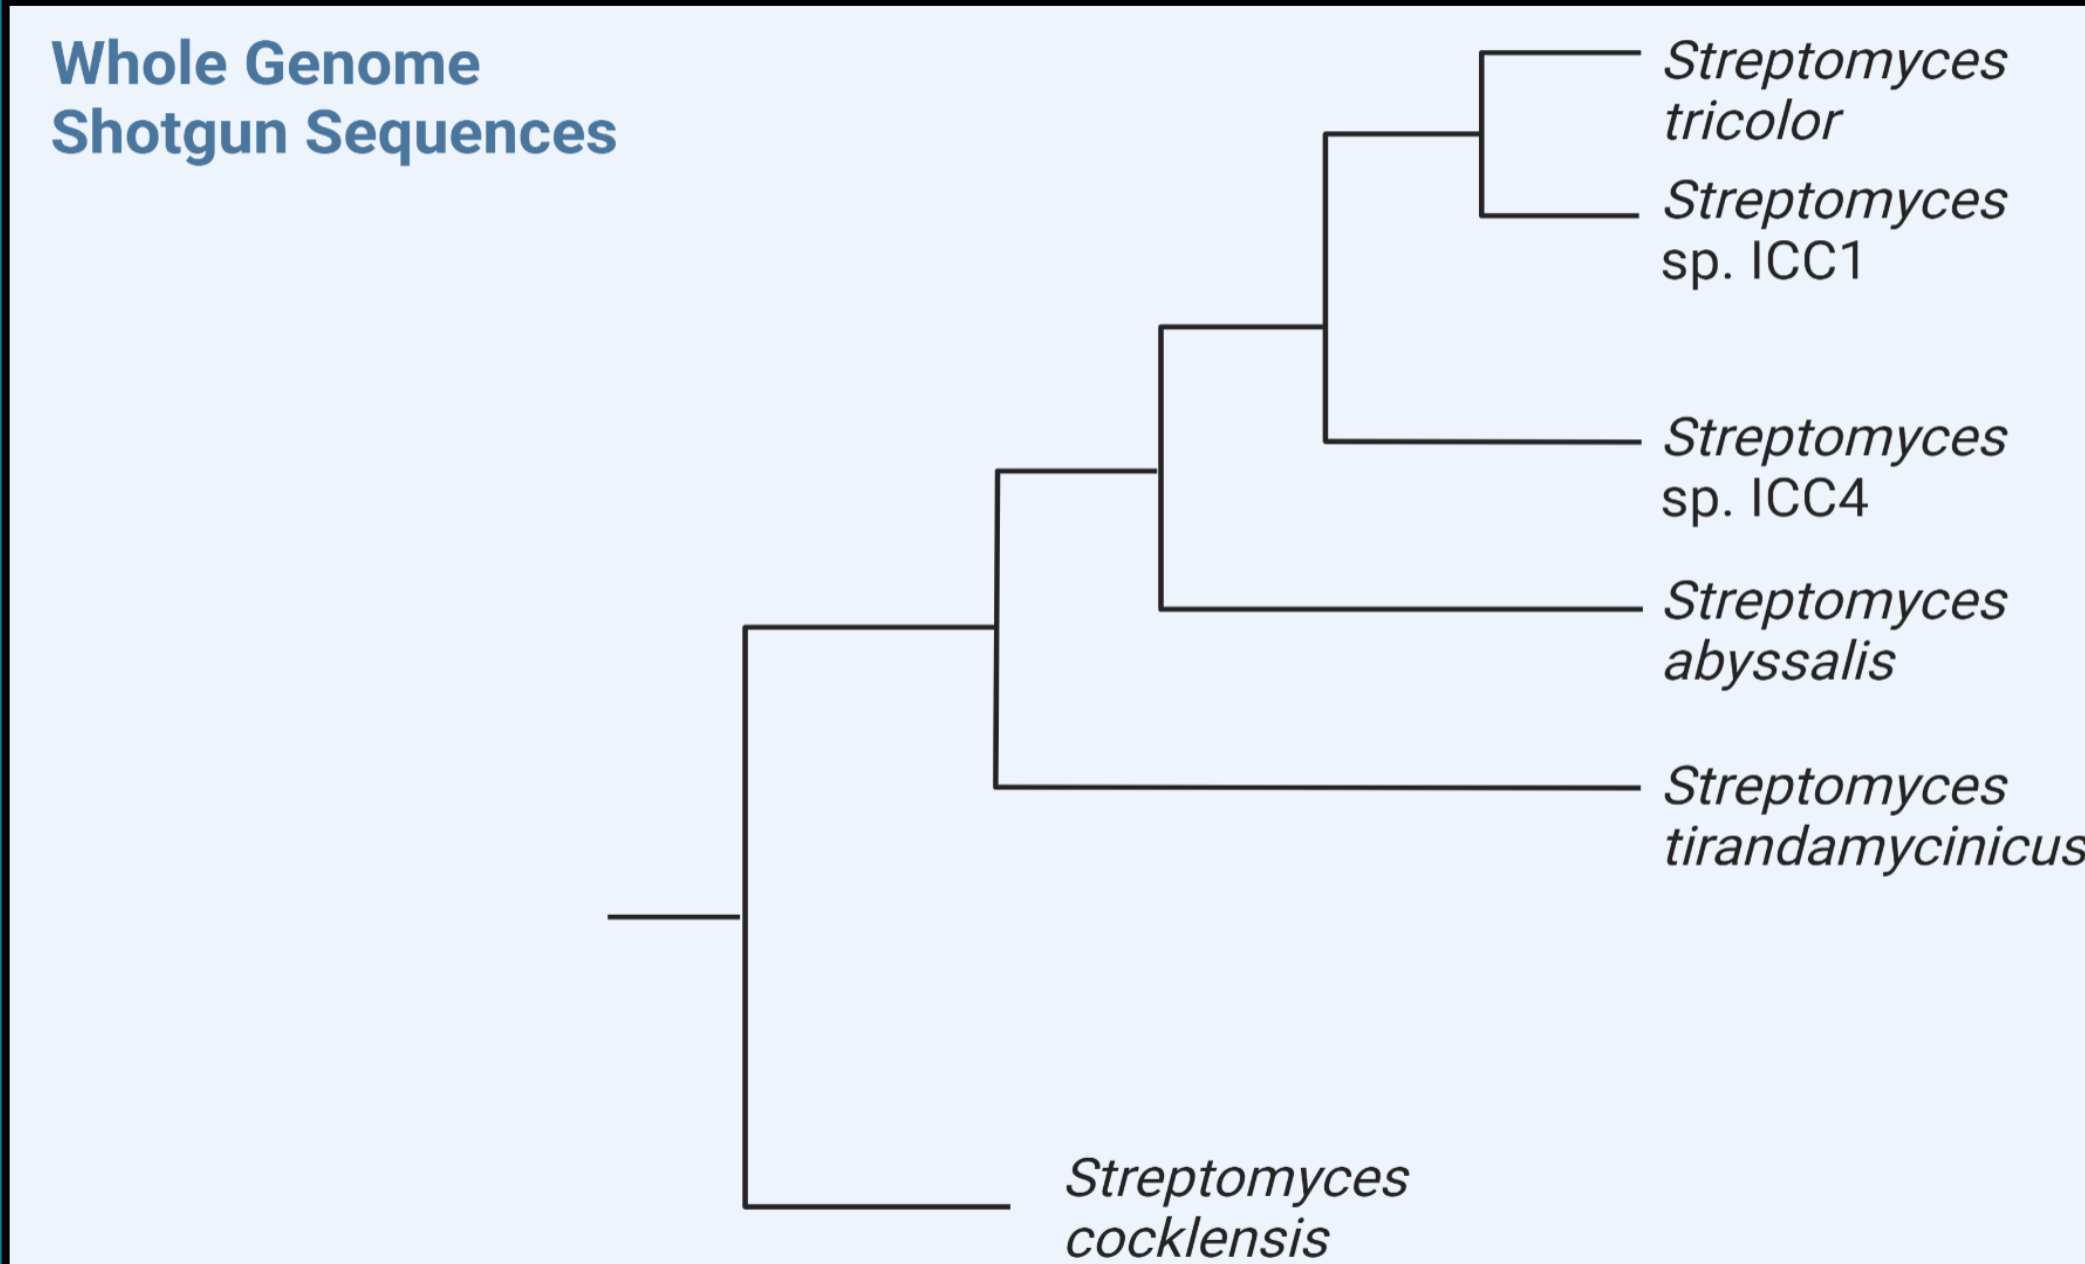 Whole Genome
Shotgun Sequences
Streptomyces
tricolor
Streptomyces
sp. ICC1
Streptomyces
sp. ICC4
Streptomyces
abyssalis
Streptomyces
tirandamycinicus
Streptomyces
cocklensis